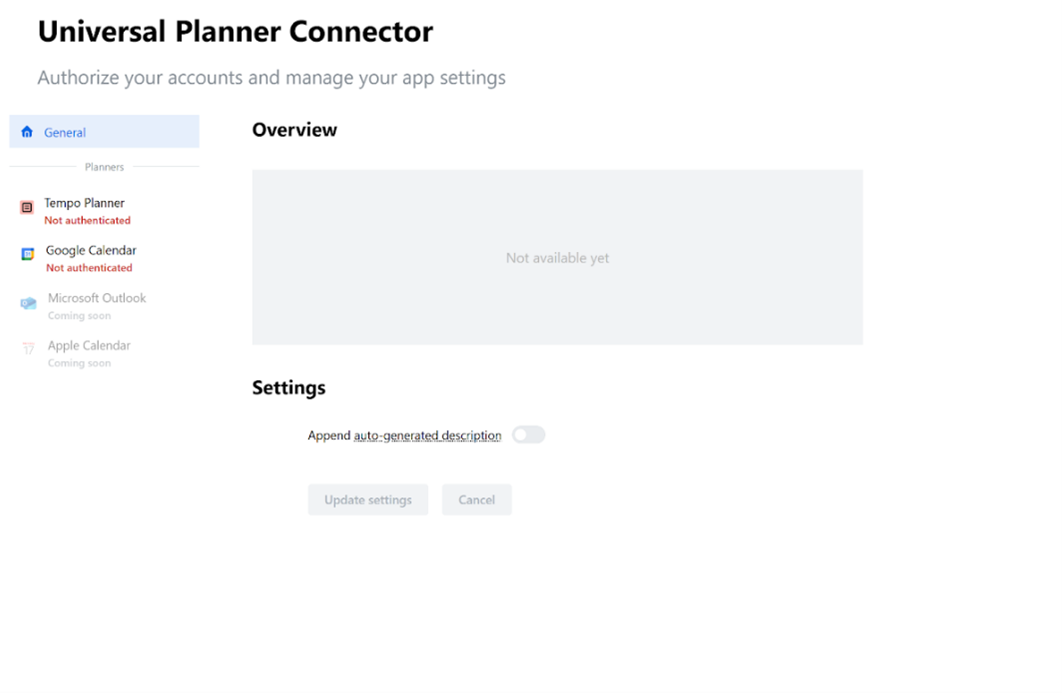 Universal Planner Connector
Authorize your accounts and manage your app settings
General
Planners
Tempo Planner
Not authenticated
Google Calendar
Not authenticated
Microsoft Outlook
Coming soon
Apple Calendar
Coming soon
Overview
Not available yet
Settings
Append auto-generated description
Update settings
Cancel